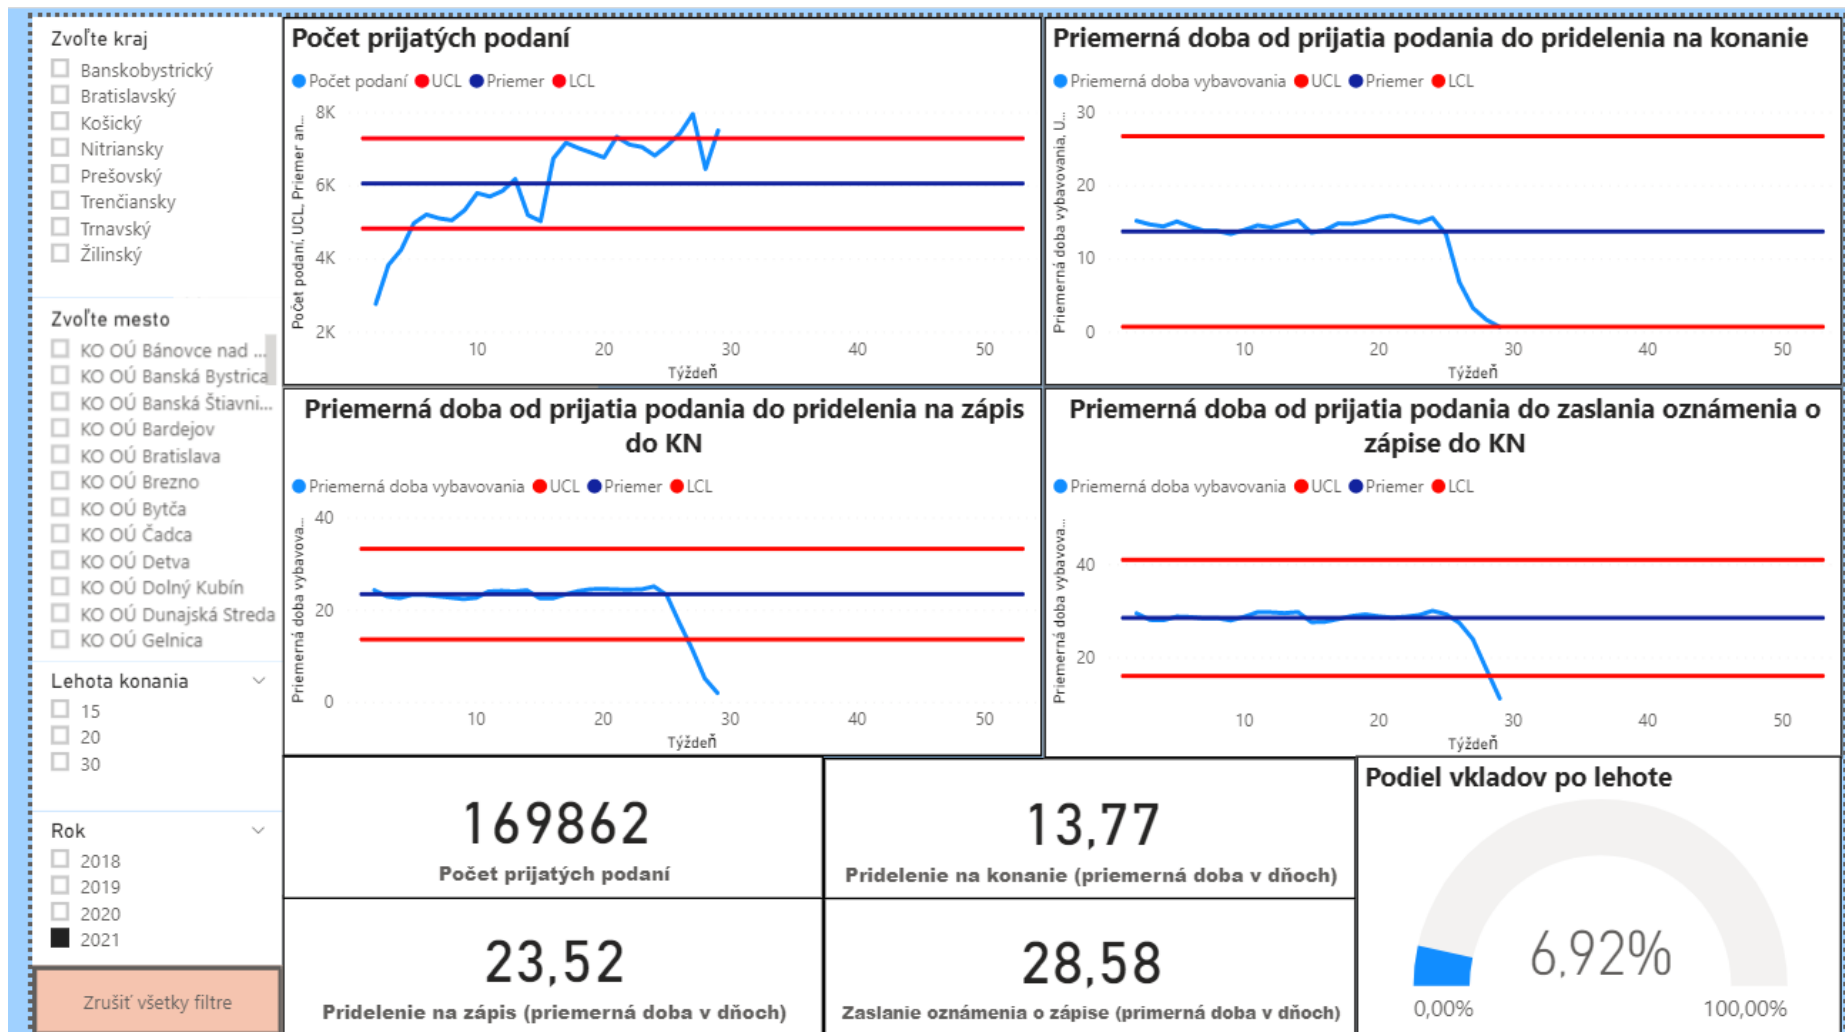 Zvoľte kraj
Banskobystrický
Bratislavský
Košický
Nitriansky
Prešovský
Trenčiansky
Trnavský
Žilinský
Zvoľte mesto
KO OÚ Bánovce nad ...
KO OÚ Banská Bystrica
KO OÚ Banská Štiavni...
KO OÚ Bardejov
KO OÚ Bratislava
KO OÚ Brezno
KO OÚ Bytča
KO OÚ Čadca
KO OÚ Detva
KO OÚ Dolný Kubín
KO OÚ Dunajská Streda
KO OÚ Gelnica
Lehota konania
15
20
30
Rok
2018
2019
2020
2021
Zrušiť všetky filtre
Počet prijatých podaní
Počet podaní UCL Priemer LCL
Počet podaní, UCL, Priemer an...
8K
6K
4K
2K
10 20 30 40 50
Týždeň
Priemerná doba od prijatia podania do pridelenia na konanie
Priemerná doba vybavovania UCL Priemer LCL
Priemerná doba vybavovania, U...
30
20
10
0
10 20 30 40 50
Týždeň
Priemerná doba od prijatia podania do pridelenia na zápis
do KN
Priemerná doba vybavovania UCL Priemer LCL
Priemerná doba vybavova...
40
20
0
10 20 30 40 50
Týždeň
Priemerná doba od prijatia podania do zaslania oznámenia o
zápise do KN
Priemerná doba vybavovania UCL Priemer LCL
Priemerná doba vybavova...
40
20
10 20 30 40 50
Týždeň
169862
Počet prijatých podaní
13,77
Pridelenie na konanie (priemerná doba v dňoch)
23,52
Pridelenie na zápis (priemerná doba v dňoch)
28,58
Zaslanie oznámenia o zápise (primerná doba v dňoch)
Podiel vkladov po lehote
6,92%
0,00% 100,00%